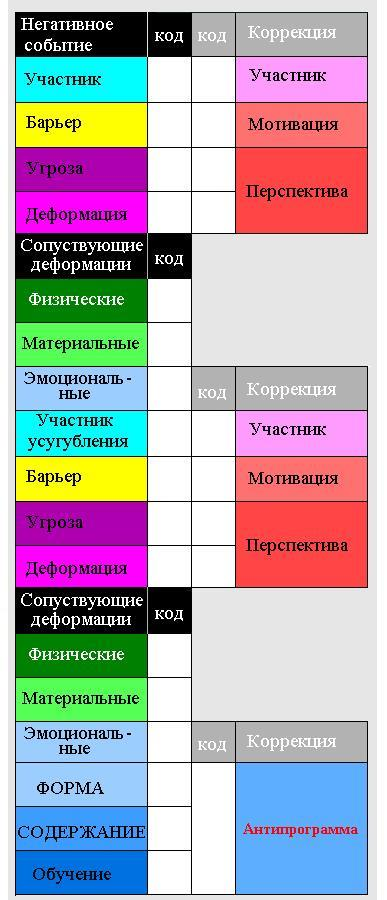 Негативное
событие
код
код
Коррекция
Участник
Участник
Барьер
Мотивация
Угроза
Перспектива
Деформация
Сопуствующие
деформации
код
Физические
Материальные
Эмоциональ -
ные
код
Коррекция
Участник
усугубления
Участник
Барьер
Мотивация
Угроза
Перспектива
Деформация
Сопуствующие
деформации
код
Физические
Материальные
Эмоциональ -
ные
код
Коррекция
ФОРМА
СОДЕРЖАНИЕ
Антипрограмма
Обучение